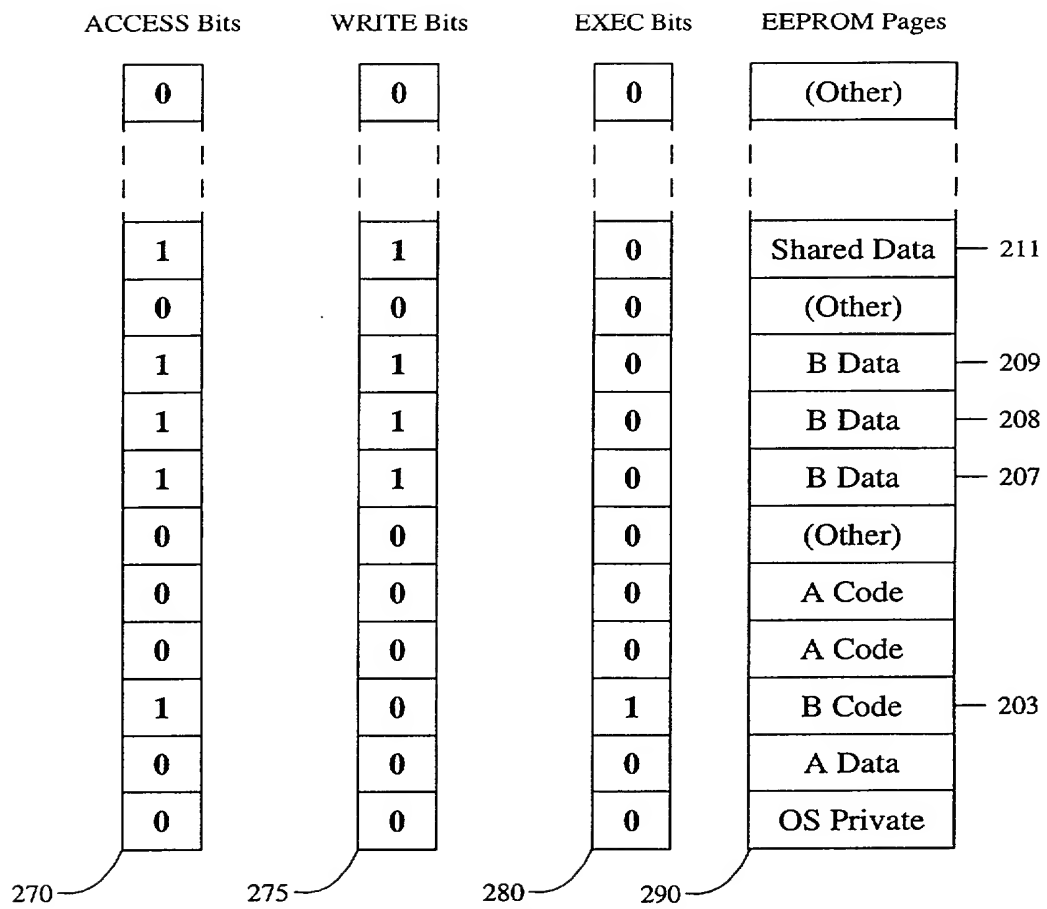 ACCESS Bits WRITE Bits EXEC Bits EEPROM Pages
0 0 0 (Other)
1 1 0 Shared Data 211
0 0 0 (Other)
1 1 0 B Data 209
1 1 0 B Data 208
1 1 0 B Data 207
0 0 0 (Other)
0 0 0 A Code
0 0 0 A Code
1 0 1 B Code 203
0 0 0 A Data
0 0 0 OS Private
270 275 280 290